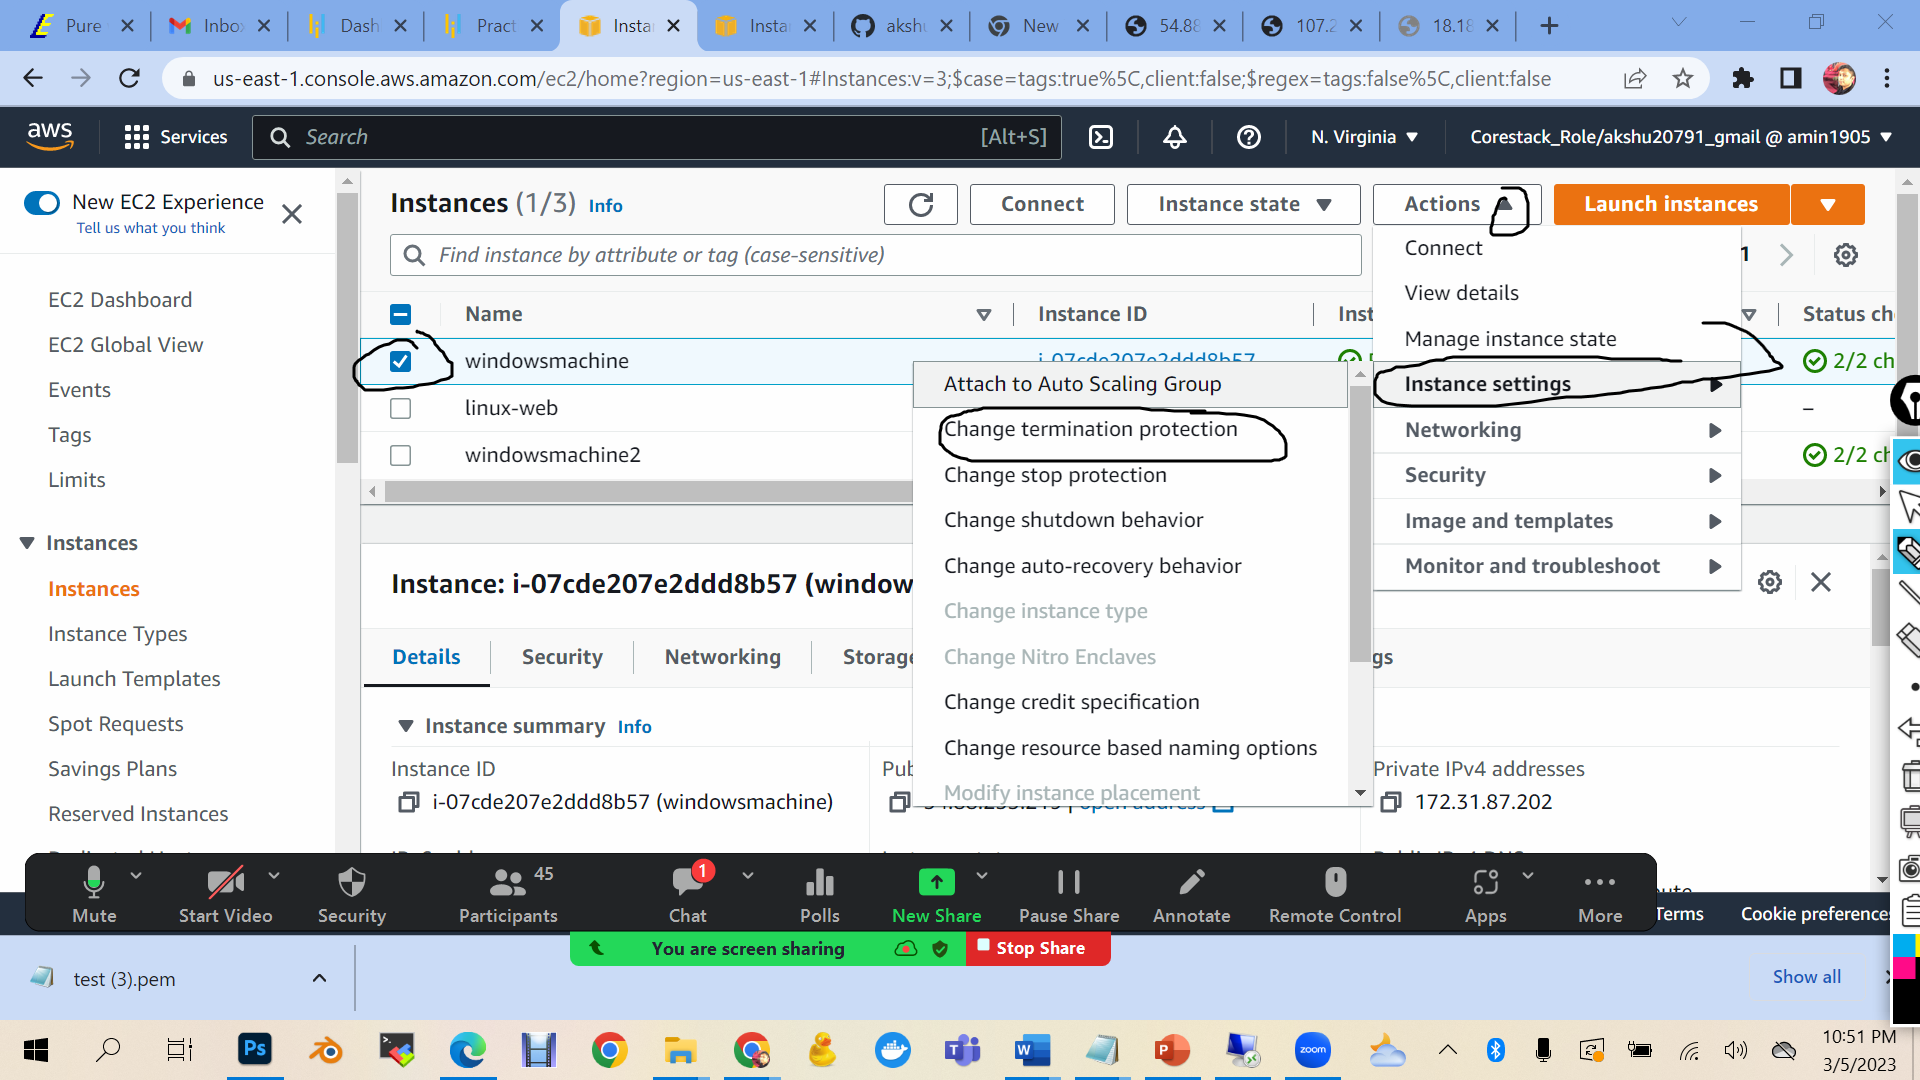 Pure
Inbo
Dash
Pract
Insta
Insta
akshu
New
54.88
107.2
18.18
us-east-1.console.aws.amazon.com/ec2/home?region=us-east-1#Instances:v=3;$case=tags:true%5C,client:false;$regex=tags:false%5C,client:false
aws
Services
Search
[Alt+S]
N. Virginia
Corestack_Role/akshu20791_gmail @ amin1905
New EC2 Experience
Tell us what you think
EC2 Dashboard
EC2 Global View
Events
Tags
Limits
Instances
Instances
Instance Types
Launch Templates
Spot Requests
Savings Plans
Reserved Instances
Instances (1/3) Info
Connect
Instance state
Actions
Launch instances
Find instance by attribute or tag (case-sensitive)
1
Name
Instance ID
Inst
Status ch
windowsmachine
i-07cde207e2ddd8b57
2/2 ch
linux-web
–
windowsmachine2
2/2 ch
Connect
View details
Manage instance state
Instance settings
Networking
Security
Image and templates
Monitor and troubleshoot
Attach to Auto Scaling Group
Change termination protection
Change stop protection
Change shutdown behavior
Change auto-recovery behavior
Change instance type
Change Nitro Enclaves
Change credit specification
Change resource based naming options
Modify instance placement
Instance: i-07cde207e2ddd8b57 (window
Details
Security
Networking
Storage
gs
Instance summary Info
Instance ID
i-07cde207e2ddd8b57 (windowsmachine)
Pub
open address
Private IPv4 addresses
172.31.87.202
Mute
Start Video
Security
45
Participants
1
Chat
Polls
New Share
Pause Share
Annotate
Remote Control
Apps
More
Terms
Cookie preferences
You are screen sharing
Stop Share
test (3).pem
Show all
Ps
W
P
zoom
10:51 PM
3/5/2023